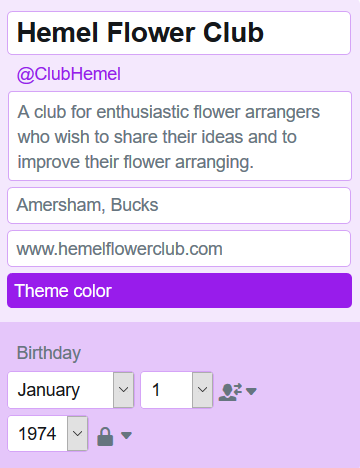 Hemel Flower Club
@ClubHemel
A club for enthusiastic flower arrangers
who wish to share their ideas and to
improve their flower arranging.
Amersham, Bucks
www.hemelflowerclub.com
Theme color
Birthday
January 1
1974